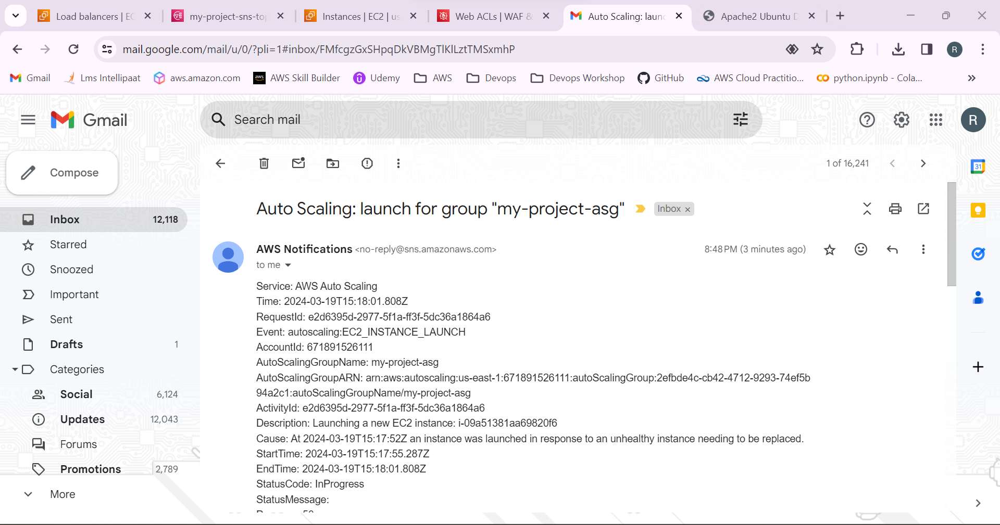 Load balancers | EC
my-project-sns-top
Instances | EC2 | us
Web ACLs | WAF &
Auto Scaling: launc
Apache2 Ubuntu D
mail.google.com/mail/u/0/?pli=1#inbox/FMfcgzGxSHpqDkVBMgTlKlLztTMSxmhP
R
Gmail
Lms Intellipaat
aws.amazon.com
aws
AWS Skill Builder
Udemy
AWS
Devops
Devops Workshop
GitHub
AWS Cloud Practitio...
python.ipynb - Cola...
Gmail
Search mail
R
Compose
1 of 16,241
31
Auto Scaling: launch for group "my-project-asg"
Inbox ×
Inbox 12,118
Starred
Snoozed
Important
Sent
Drafts 1
Categories
Social 6,124
Updates 12,043
Forums
Promotions 2,789
More
AWS Notifications <no-reply@sns.amazonaws.com>
8:48 PM (3 minutes ago)
to me
Service: AWS Auto Scaling
Time: 2024-03-19T15:18:01.808Z
RequestId: e2d6395d-2977-5f1a-ff3f-5dc36a1864a6
Event: autoscaling:EC2_INSTANCE_LAUNCH
AccountId: 671891526111
AutoScalingGroupName: my-project-asg
AutoScalingGroupARN: arn:aws:autoscaling:us-east-1:671891526111:autoScalingGroup:2efbde4c-cb42-4712-9293-74ef5b
94a2c1:autoScalingGroupName/my-project-asg
ActivityId: e2d6395d-2977-5f1a-ff3f-5dc36a1864a6
Description: Launching a new EC2 instance: i-09a51381aa69820f6
Cause: At 2024-03-19T15:17:52Z an instance was launched in response to an unhealthy instance needing to be replaced.
StartTime: 2024-03-19T15:17:55.287Z
EndTime: 2024-03-19T15:18:01.808Z
StatusCode: InProgress
StatusMessage: